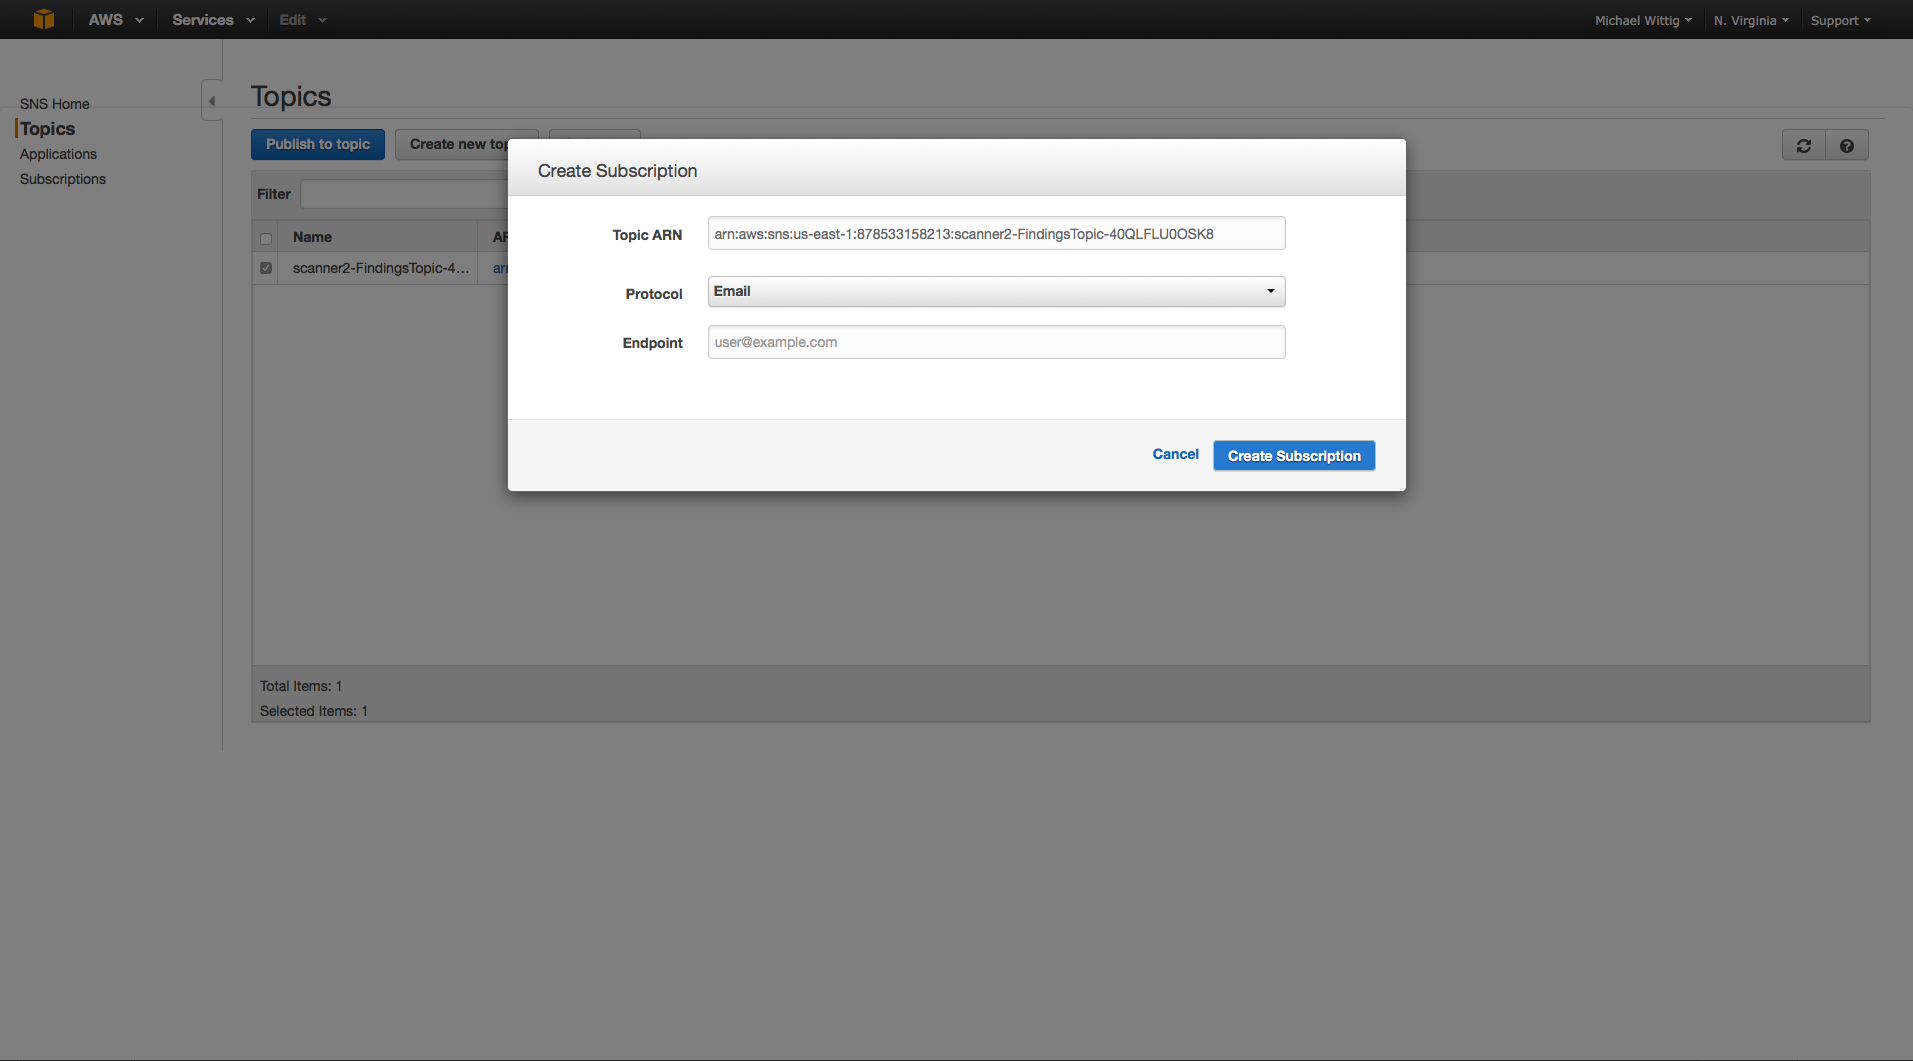 AWS Services Edit Michael Wittig N. Virginia Support
SNS Home
Topics
Applications
Subscriptions
Topics
Publish to topic Create new top
Filter
Name AR
scanner2-FindingsTopic-4... arn
Create Subscription
Topic ARN arn:aws:sns:us-east-1:878533158213:scanner2-FindingsTopic-40QLFLU0OSK8
Protocol Email
Endpoint user@example.com
Cancel Create Subscription
Total Items: 1
Selected Items: 1